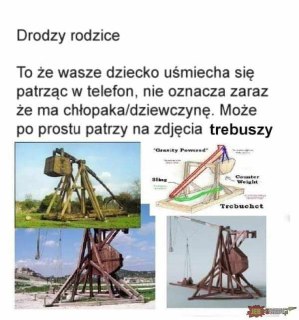 Drodzy rodzice
To że wasze dziecko uśmiecha się
patrząc w telefon, nie oznacza zaraz
że ma chłopaka/dziewczynę. Może
po prostu patrzy na zdjęcia trebuszy
"Gravity Powered"
Sling
Counter
Weight
Trebuchet